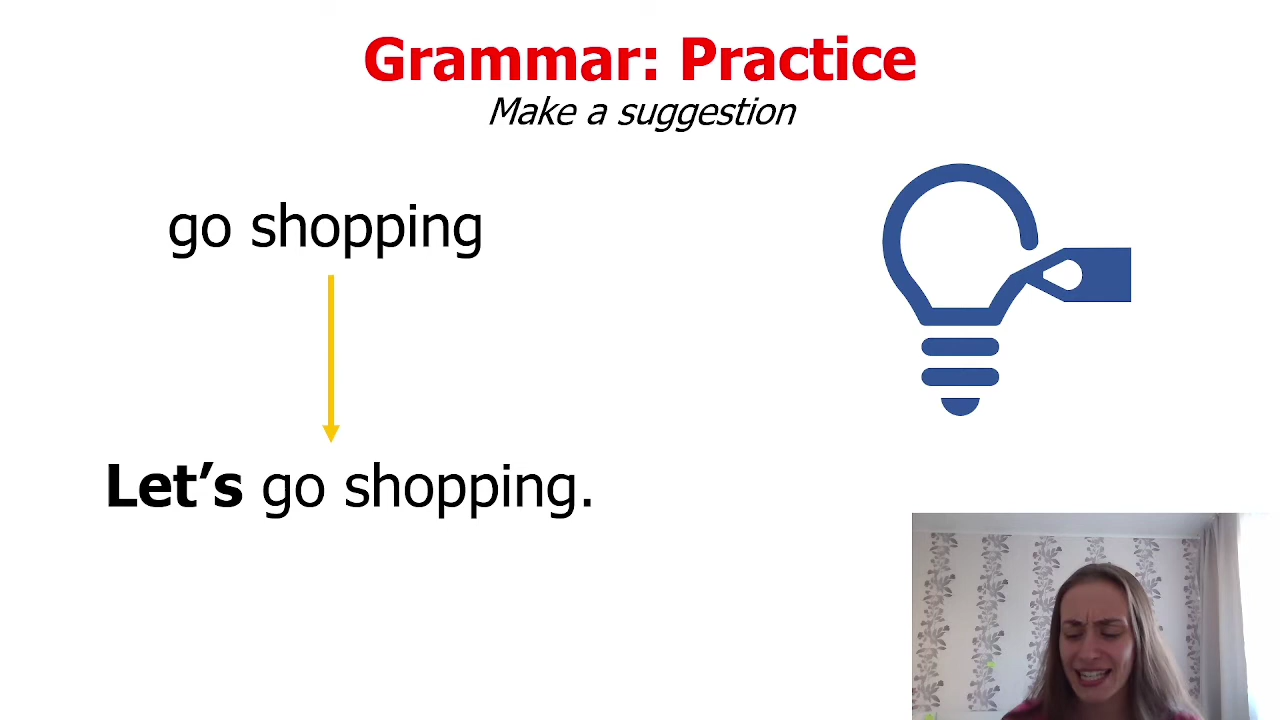 Grammar: Practice
Make a suggestion
go shopping
Let’s go shopping.